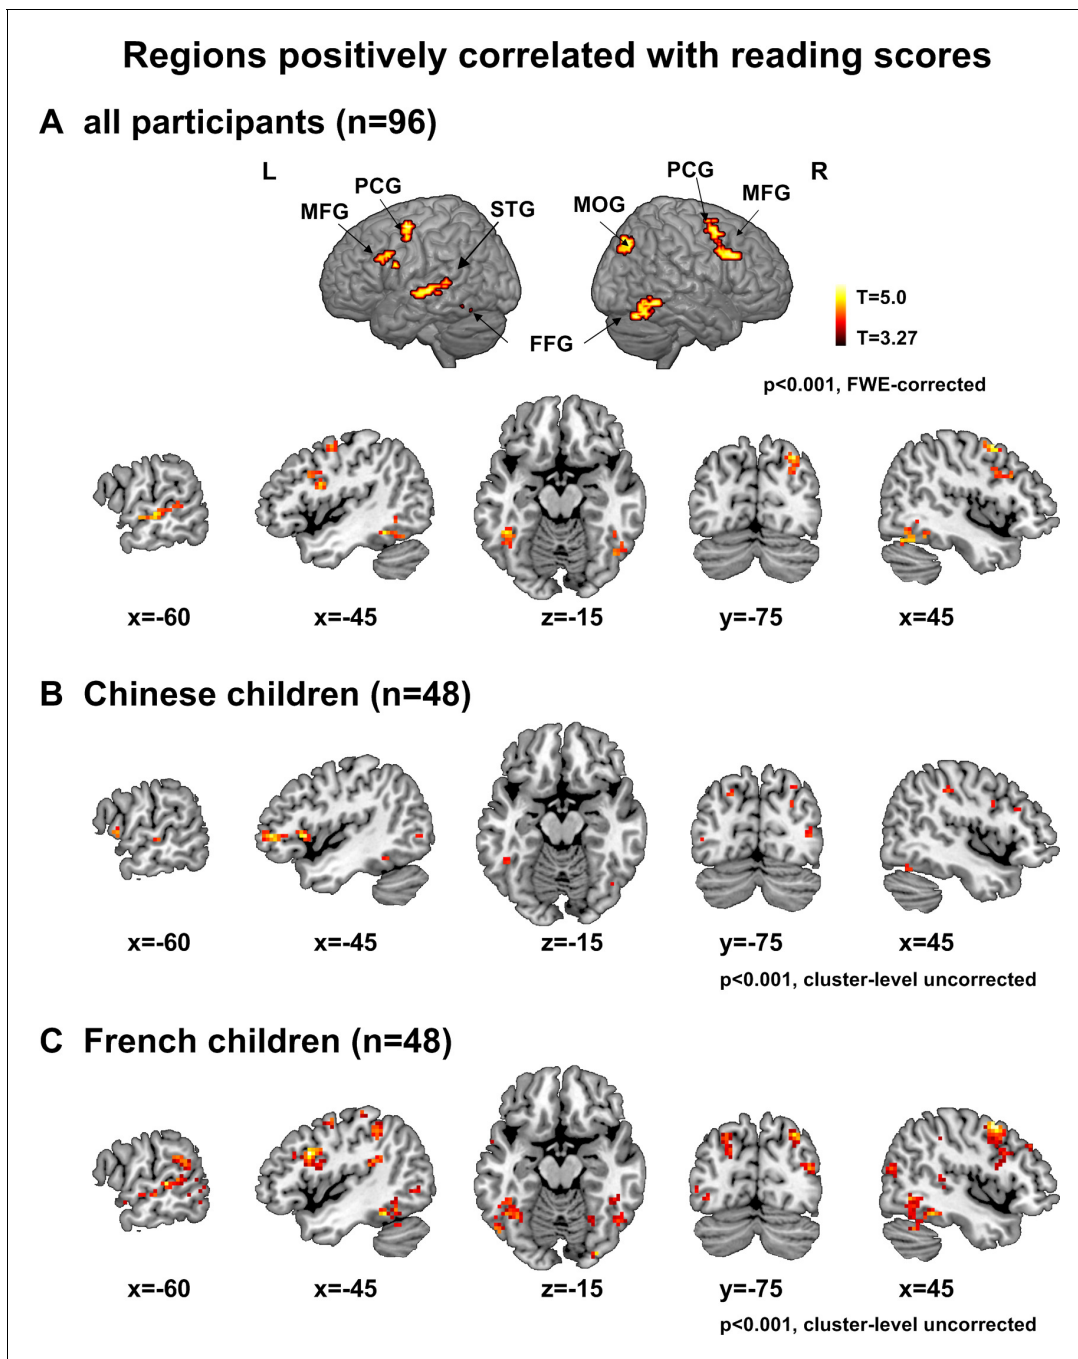 Regions positively correlated with reading scores
A all participants (n=96)
L
R
PCG
MFG
STG
PCG
MOG
MFG
FFG
T=5.0
T=3.27
p<0.001, FWE-corrected
x=-60 x=-45 z=-15 y=-75 x=45
B Chinese children (n=48)
x=-60 x=-45 z=-15 y=-75 x=45
p<0.001, cluster-level uncorrected
C French children (n=48)
x=-60 x=-45 z=-15 y=-75 x=45
p<0.001, cluster-level uncorrected